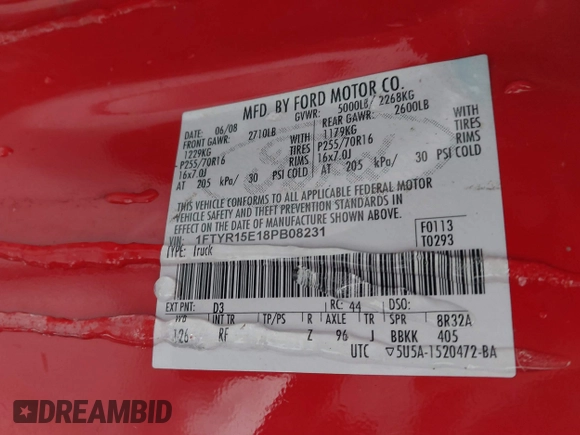 MFD. BY FORD MOTOR CO.
DATE: 06/08 GVWR: 5000LB/ 2268KG
FRONT GAWR: 2710LB REAR GAWR: 2600LB
1229KG WITH 1179KG WITH
P255/70R16 TIRES P255/70R16 TIRES
16x7.0J RIMS 16x7.0J RIMS
AT 205 kPa/ 30 PSI COLD AT 205 kPa/ 30 PSI COLD
THIS VEHICLE CONFORMS TO ALL APPLICABLE FEDERAL MOTOR
VEHICLE SAFETY AND THEFT PREVENTION STANDARDS IN
EFFECT ON THE DATE OF MANUFACTURE SHOWN ABOVE.
VIN: 1FTYR15E18PB08231 F0113
TYPE: Truck T0293
EXT PNT: D3 RC: 44 DSO:
WB INT TR TP/PS R AXLE TR SPR 8R32A
126 RF Z 96 J BBKK 405
UTC ▽5U5A-1520472-BA
DREAMBID